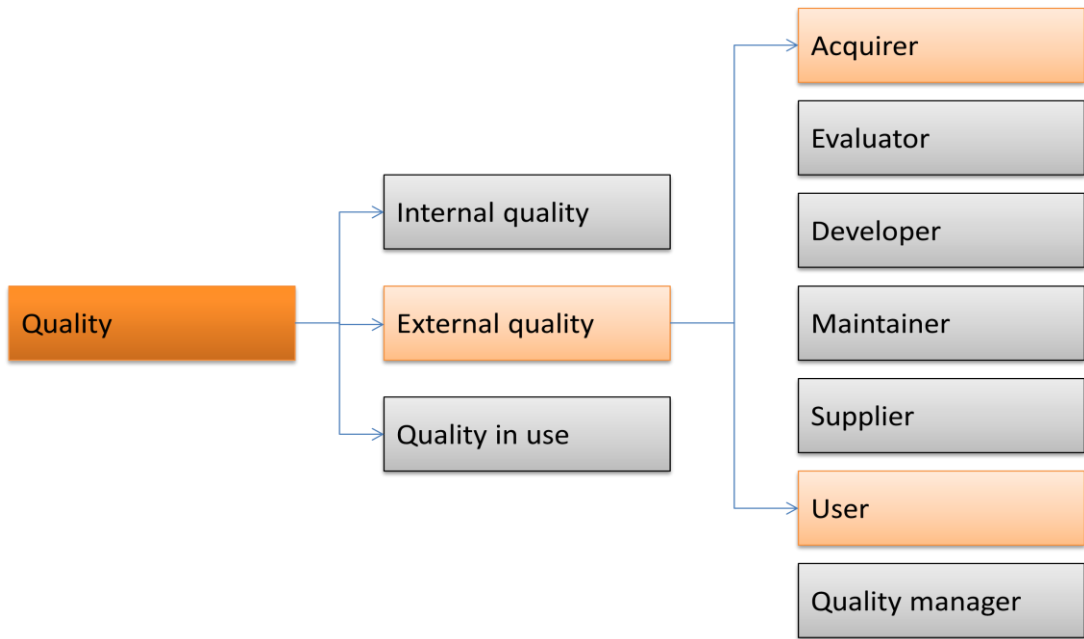 Quality
Internal quality
External quality
Quality in use
Acquirer
Evaluator
Developer
Maintainer
Supplier
User
Quality manager